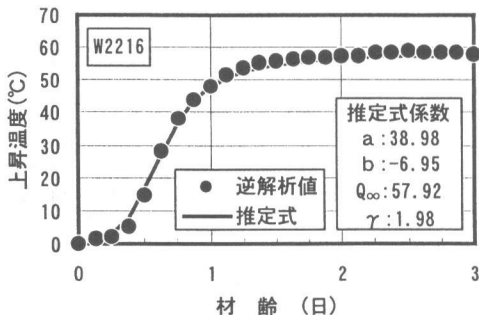 70
60
50
40
30
20
10
0
上昇温度(℃)
W2216
推定式係数
a:38.98
b:-6.95
Q∞:57.92
γ:1.98
逆解析値
推定式
0
1
2
3
材 齢 (日)